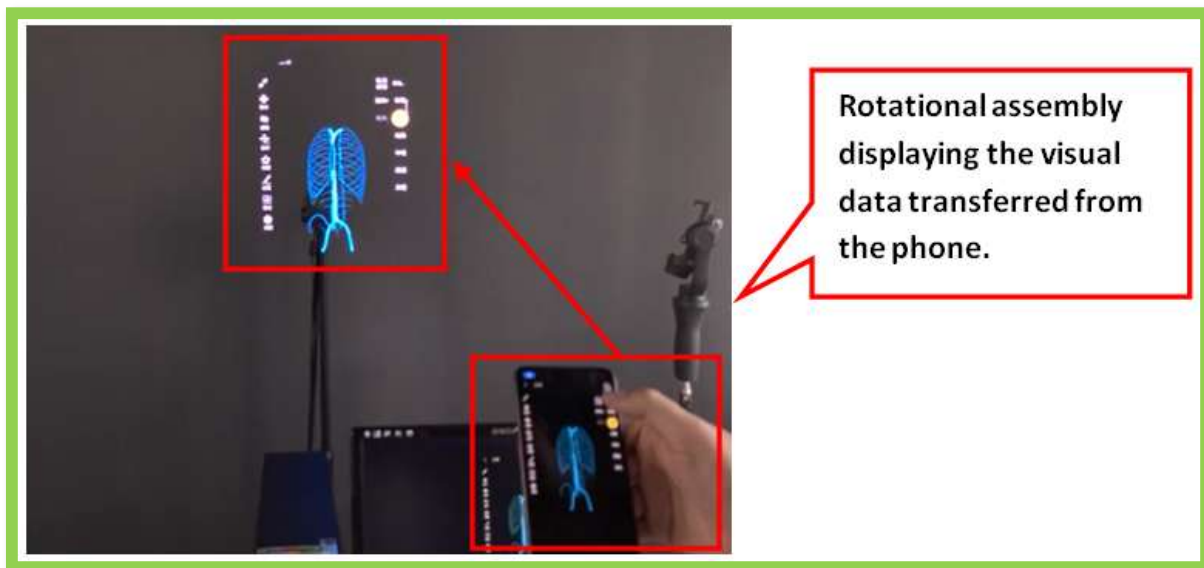 Rotational assembly
displaying the visual
data transferred from
the phone.